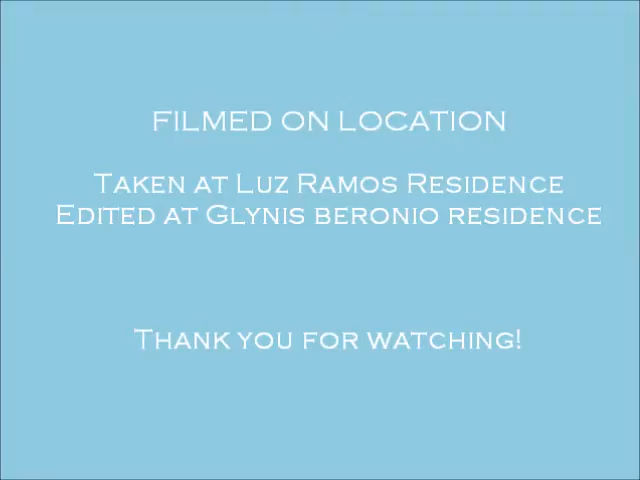 FILMED ON LOCATION
Taken at Luz Ramos Residence
Edited at Glynis beronio residence
Thank you for watching!